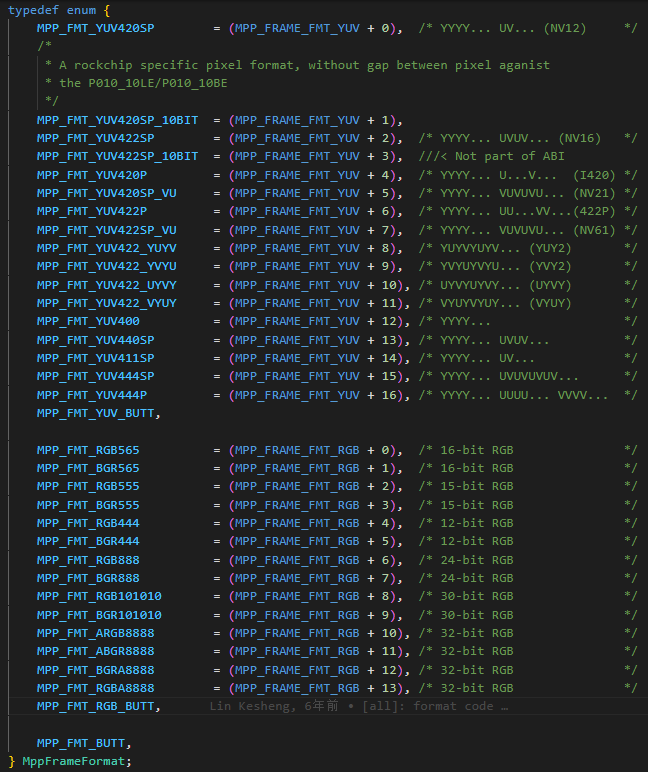 typedef enum {
    MPP_FMT_YUV420SP        = (MPP_FRAME_FMT_YUV + 0),  /* YYYY... UV... (NV12)     */
    /*
     * A rockchip specific pixel format, without gap between pixel aganist
     * the P010_10LE/P010_10BE
     */
    MPP_FMT_YUV420SP_10BIT  = (MPP_FRAME_FMT_YUV + 1),
    MPP_FMT_YUV422SP        = (MPP_FRAME_FMT_YUV + 2),  /* YYYY... UVUV... (NV16)   */
    MPP_FMT_YUV422SP_10BIT  = (MPP_FRAME_FMT_YUV + 3),  ///< Not part of ABI
    MPP_FMT_YUV420P         = (MPP_FRAME_FMT_YUV + 4),  /* YYYY... U...V...  (I420) */
    MPP_FMT_YUV420SP_VU     = (MPP_FRAME_FMT_YUV + 5),  /* YYYY... VUVUVU... (NV21) */
    MPP_FMT_YUV422P         = (MPP_FRAME_FMT_YUV + 6),  /* YYYY... UU...VV...(422P) */
    MPP_FMT_YUV422SP_VU     = (MPP_FRAME_FMT_YUV + 7),  /* YYYY... VUVUVU... (NV61) */
    MPP_FMT_YUV422_YUYV     = (MPP_FRAME_FMT_YUV + 8),  /* YUYVYUYV... (YUY2)       */
    MPP_FMT_YUV422_YVYU     = (MPP_FRAME_FMT_YUV + 9),  /* YVYUYVYU... (YVY2)       */
    MPP_FMT_YUV422_UYVY     = (MPP_FRAME_FMT_YUV + 10), /* UYVYUYVY... (UYVY)       */
    MPP_FMT_YUV422_VYUY     = (MPP_FRAME_FMT_YUV + 11), /* VYUYVYUY... (VYUY)       */
    MPP_FMT_YUV400          = (MPP_FRAME_FMT_YUV + 12), /* YYYY...                  */
    MPP_FMT_YUV440SP        = (MPP_FRAME_FMT_YUV + 13), /* YYYY... UVUV...          */
    MPP_FMT_YUV411SP        = (MPP_FRAME_FMT_YUV + 14), /* YYYY... UV...            */
    MPP_FMT_YUV444SP        = (MPP_FRAME_FMT_YUV + 15), /* YYYY... UVUVUVUV...      */
    MPP_FMT_YUV444P         = (MPP_FRAME_FMT_YUV + 16), /* YYYY... UUUU... VVVV...  */
    MPP_FMT_YUV_BUTT,
    MPP_FMT_RGB565          = (MPP_FRAME_FMT_RGB + 0),  /* 16-bit RGB               */
    MPP_FMT_BGR565          = (MPP_FRAME_FMT_RGB + 1),  /* 16-bit RGB               */
    MPP_FMT_RGB555          = (MPP_FRAME_FMT_RGB + 2),  /* 15-bit RGB               */
    MPP_FMT_BGR555          = (MPP_FRAME_FMT_RGB + 3),  /* 15-bit RGB               */
    MPP_FMT_RGB444          = (MPP_FRAME_FMT_RGB + 4),  /* 12-bit RGB               */
    MPP_FMT_BGR444          = (MPP_FRAME_FMT_RGB + 5),  /* 12-bit RGB               */
    MPP_FMT_RGB888          = (MPP_FRAME_FMT_RGB + 6),  /* 24-bit RGB               */
    MPP_FMT_BGR888          = (MPP_FRAME_FMT_RGB + 7),  /* 24-bit RGB               */
    MPP_FMT_RGB101010       = (MPP_FRAME_FMT_RGB + 8),  /* 30-bit RGB               */
    MPP_FMT_BGR101010       = (MPP_FRAME_FMT_RGB + 9),  /* 30-bit RGB               */
    MPP_FMT_ARGB8888        = (MPP_FRAME_FMT_RGB + 10), /* 32-bit RGB               */
    MPP_FMT_ABGR8888        = (MPP_FRAME_FMT_RGB + 11), /* 32-bit RGB               */
    MPP_FMT_BGRA8888        = (MPP_FRAME_FMT_RGB + 12), /* 32-bit RGB               */
    MPP_FMT_RGBA8888        = (MPP_FRAME_FMT_RGB + 13), /* 32-bit RGB               */
    MPP_FMT_RGB_BUTT,       Lin Kesheng, 6年前 • [all]: format code …
    MPP_FMT_BUTT,
} MppFrameFormat;